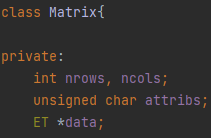 class Matrix{
private:
int nrows, ncols;
unsigned char attribs;
ET *data;